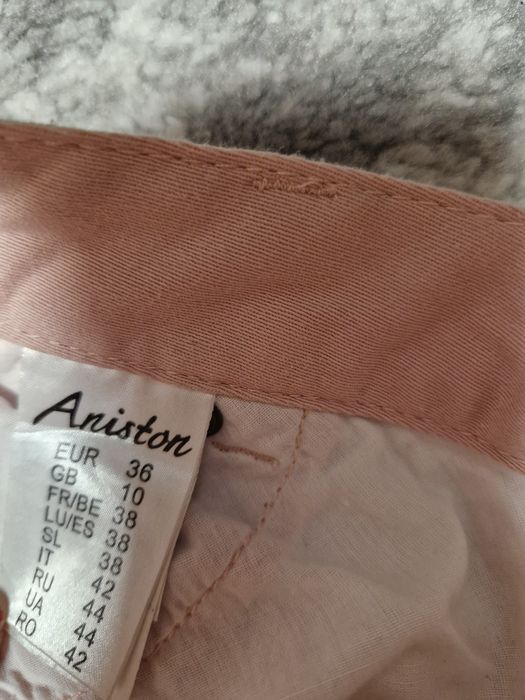 Aniston
EUR 36
GB 10
FR/BE 38
LU/ES 38
SL 38
IT 42
RU 44
UA 44
RO 42